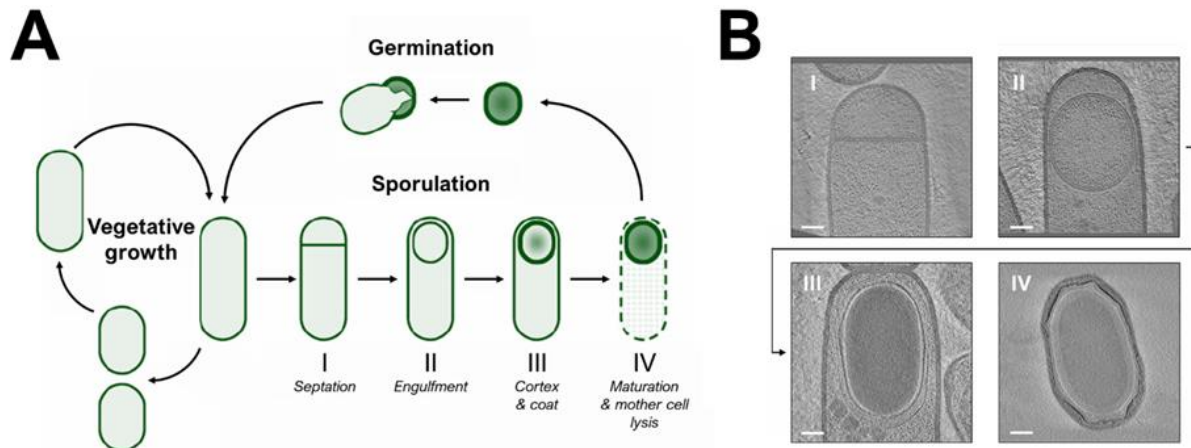 A
Germination
Sporulation
Vegetative
growth
I
II
III
IV
Septation
Engulfment
Cortex
& coat
Maturation
& mother cell
lysis
B
I
II
III
IV